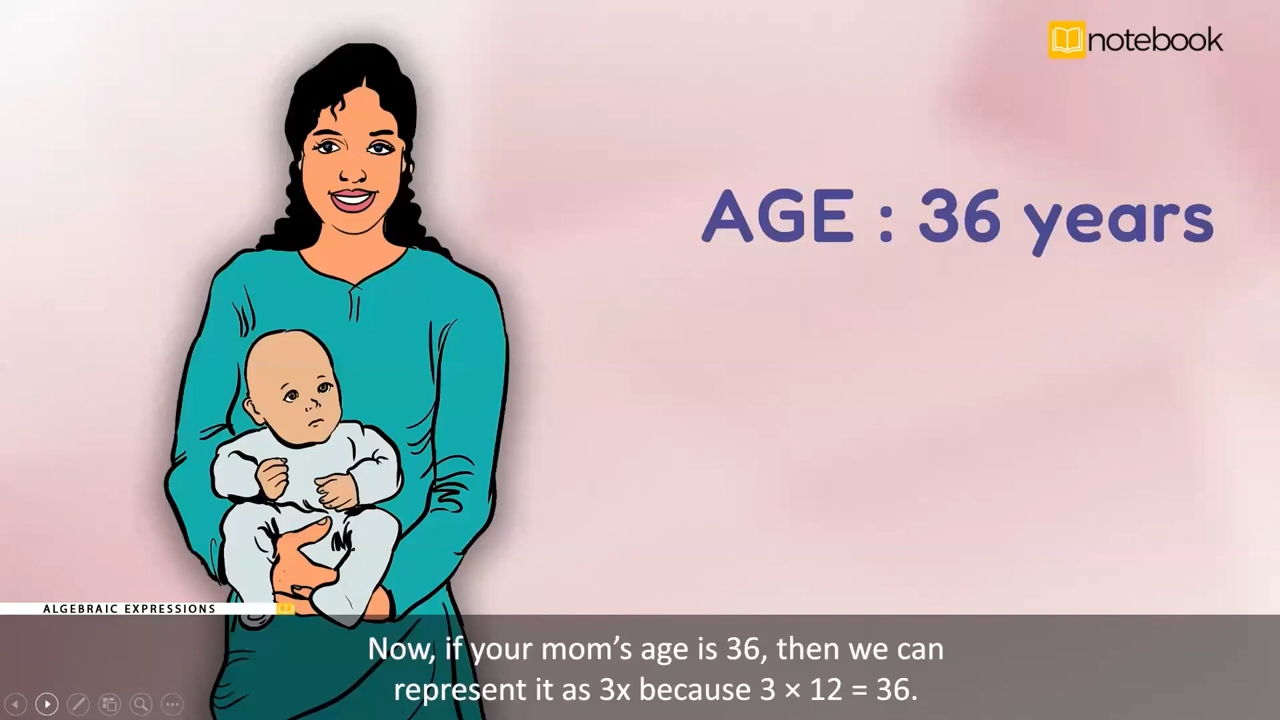 notebook
AGE : 36 years
ALGEBRAIC EXPRESSIONS
Now, if your mom’s age is 36, then we can
represent it as 3x because 3 × 12 = 36.